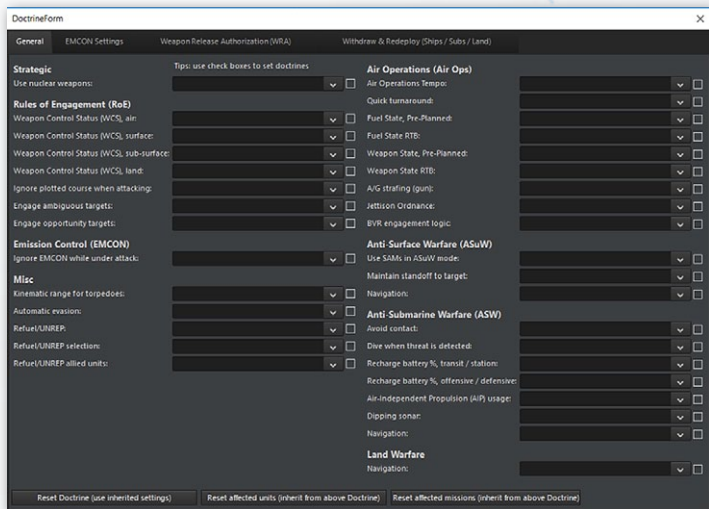 DoctrineForm
General EMCON Settings Weapon Release Authorization (WRA) Withdraw & Redeploy (Ships / Subs / Land)
Strategic
Tips: use check boxes to set doctrines
Use nuclear weapons:
Rules of Engagement (RoE)
Weapon Control Status (WCS), air:
Weapon Control Status (WCS), surface:
Weapon Control Status (WCS), sub-surface:
Weapon Control Status (WCS), land:
Ignore plotted course when attacking:
Engage ambiguous targets:
Engage opportunity targets:
Emission Control (EMCON)
Ignore EMCON while under attack:
Misc
Kinematic range for torpedoes:
Automatic evasion:
Refuel/UNREP:
Refuel/UNREP selection:
Refuel/UNREP allied units:
Air Operations (Air Ops)
Air Operations Tempo:
Quick turnaround:
Fuel State, Pre-Planned:
Fuel State RTB:
Weapon State, Pre-Planned:
Weapon State RTB:
A/G strafing (gun):
Jettison Ordnance:
BVR engagement logic:
Anti-Surface Warfare (ASuW)
Use SAMs in ASuW mode:
Maintain standoff to target:
Navigation:
Anti-Submarine Warfare (ASW)
Avoid contact:
Dive when threat is detected:
Recharge battery %, transit / station:
Recharge battery %, offensive / defensive:
Air-Independent Propulsion (AIP) usage:
Dipping sonar:
Navigation:
Land Warfare
Navigation:
Reset Doctrine (use inherited settings) Reset affected units (inherit from above Doctrine) Reset affected missions (inherit from above Doctrine)